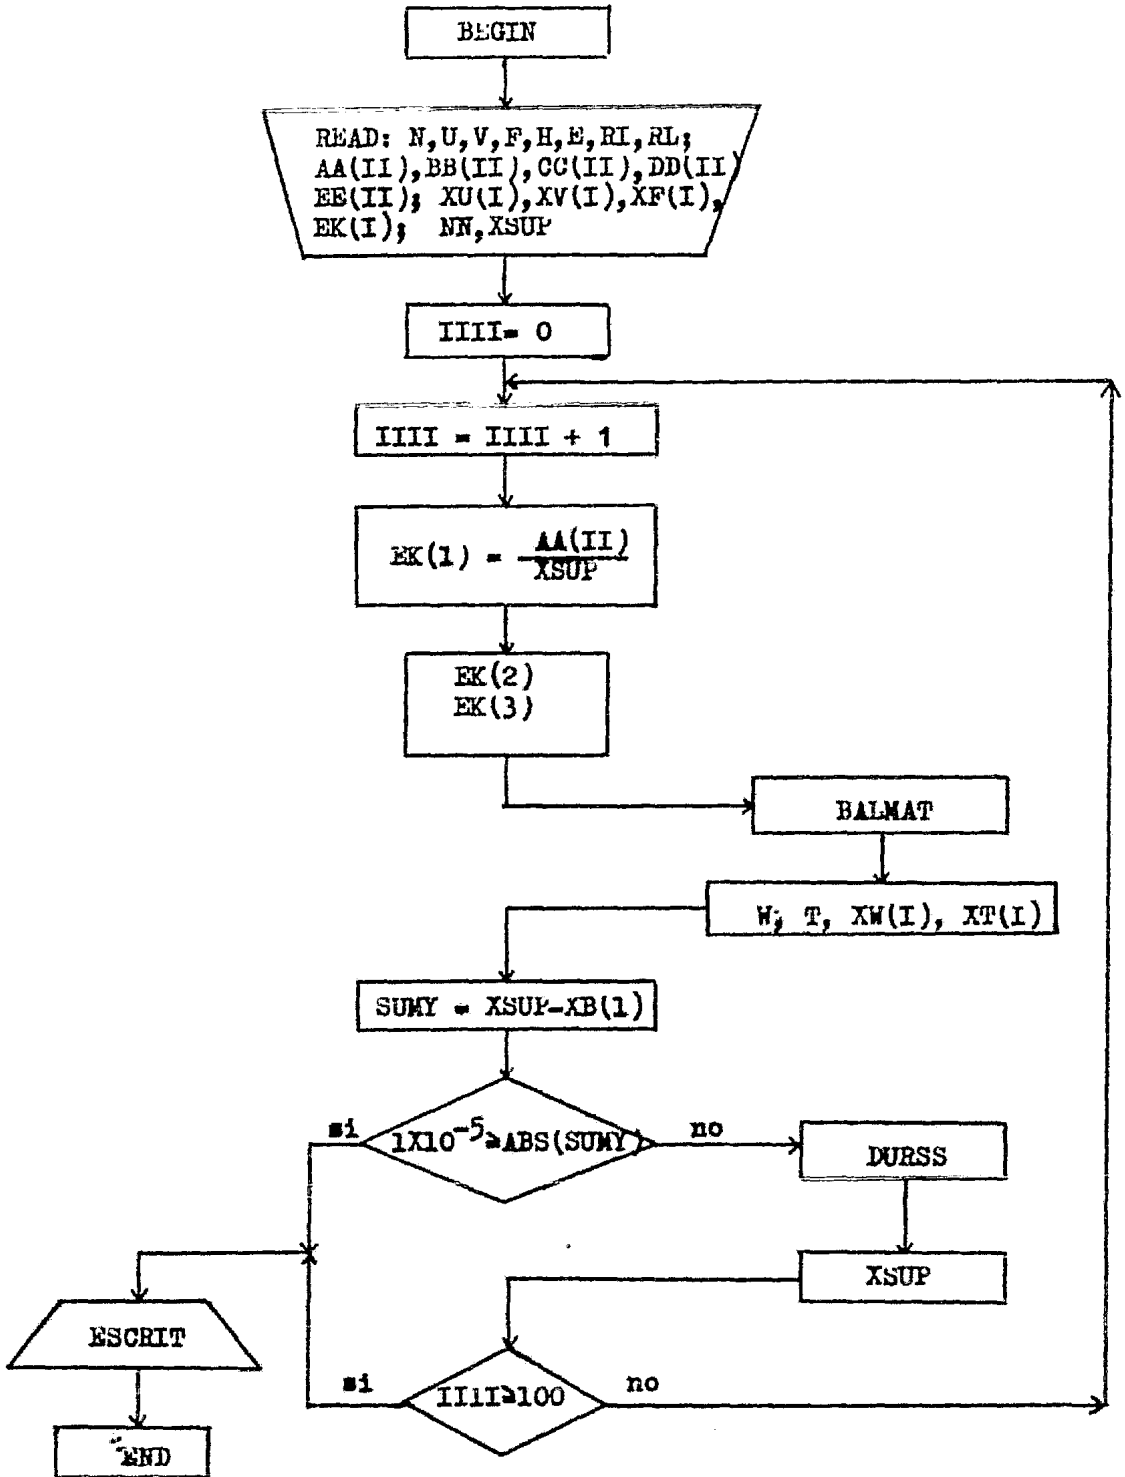 BEGIN
READ: N,U,V,F,H,E,RI,RL;
AA(II),BB(II),CC(II),DD(II)
EE(II); XU(I),XV(I),XF(I),
EK(I); NN,XSUP
IIII= 0
IIII = IIII + 1
EK(1) = AA(II)
XSUP
EK(2)
EK(3)
BALMAT
W; T, XW(I), XT(I)
SUMY = XSUP-XB(1)
si
1X10-5≥ABS(SUMY)
no
DURSS
XSUP
ESCRIT
si
IIII≥100
no
END